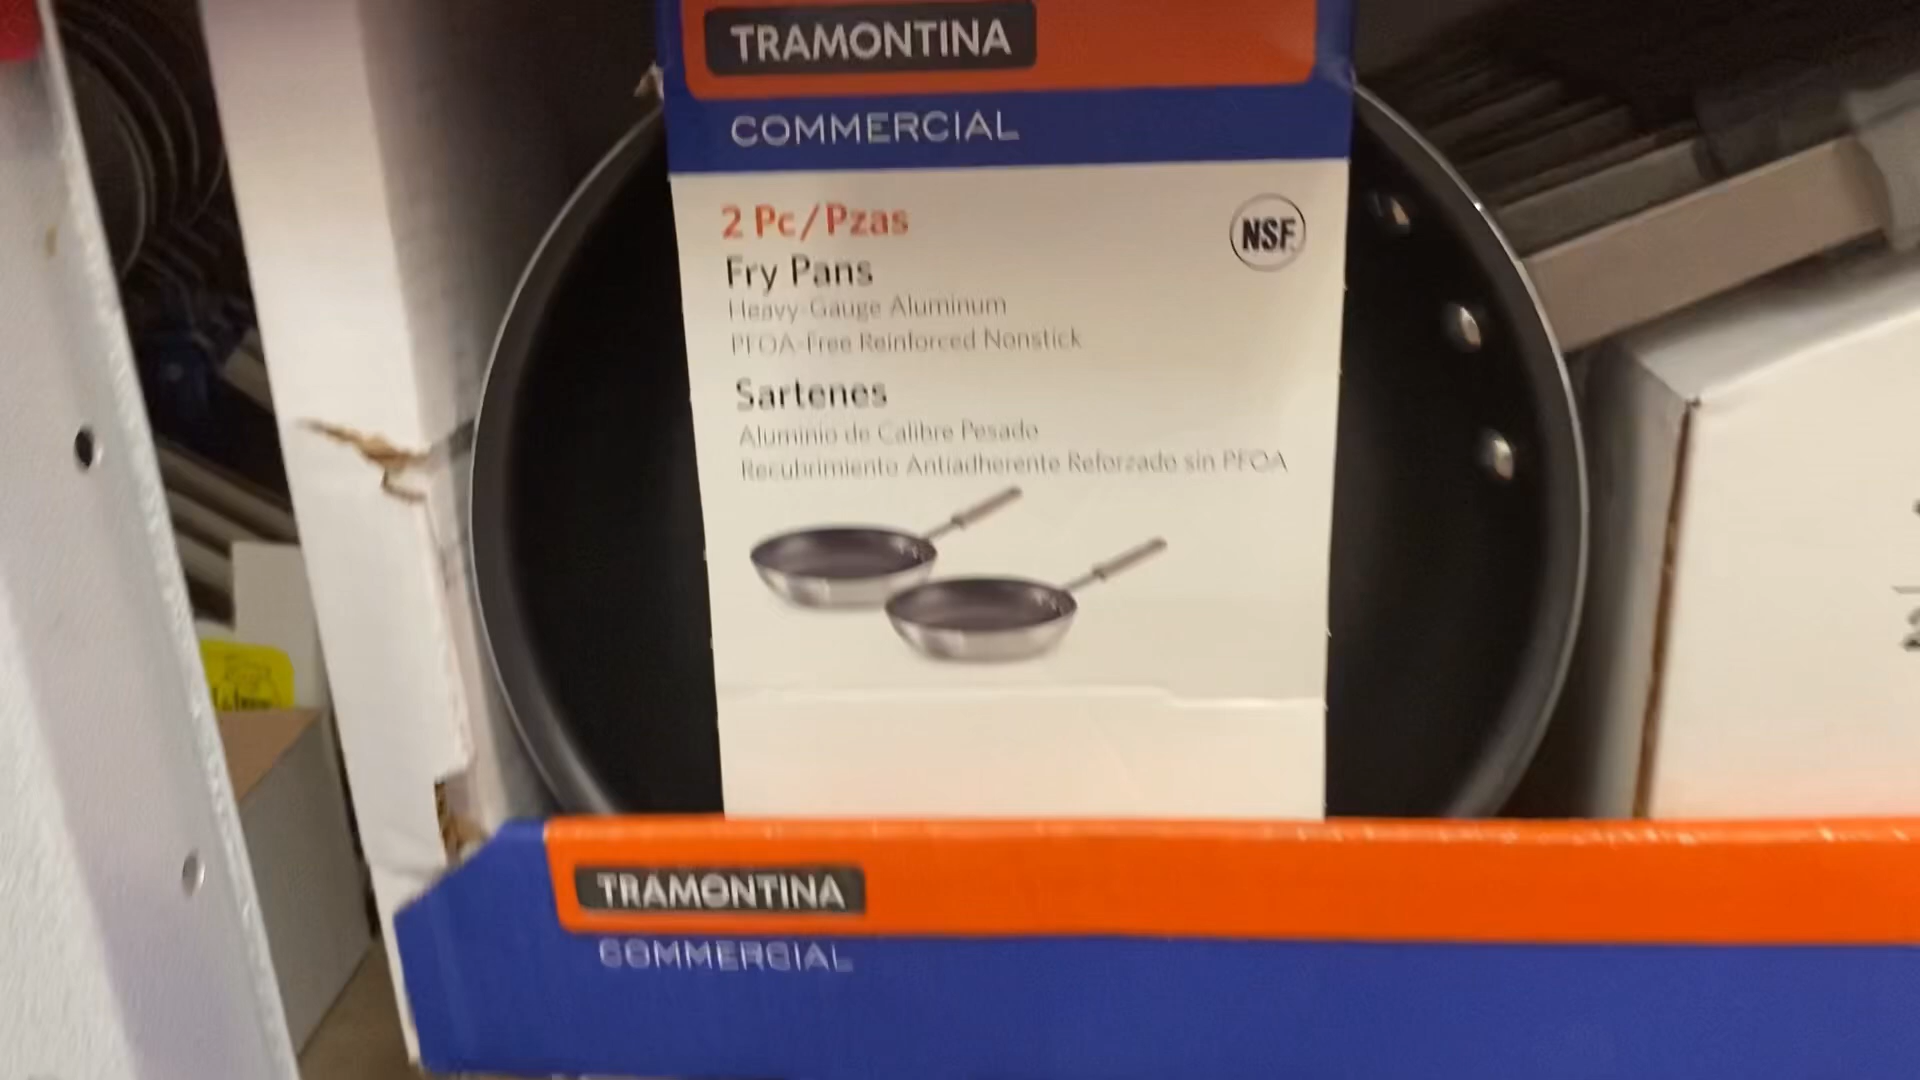 TRAMONTINA
COMMERCIAL
2 Pc/Pzas
NSF
Fry Pans
Heavy-Gauge Aluminum
PFOA-Free Reinforced Nonstick
Sartenes
Aluminio de Calibre Pesado
Recubrimiento Antiadherente Reforzado sin PFOA
TRAMONTINA
COMMERCIAL